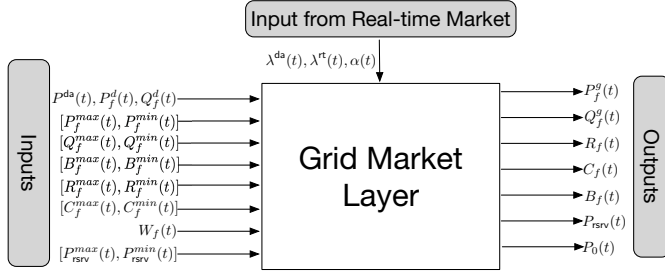 Input from Real-time Market
λ^da(t), λ^rt(t), α(t)
Inputs
P^da(t), P_f^d(t), Q_f^d(t)
[P_f^max(t), P_f^min(t)]
[Q_f^max(t), Q_f^min(t)]
[B_f^max(t), B_f^min(t)]
[R_f^max(t), R_f^min(t)]
[C_f^max(t), C_f^min(t)]
W_f(t)
[P_rsrv^max(t), P_rsrv^min(t)]
Grid Market
Layer
P_f^g(t)
Q_f^g(t)
R_f(t)
C_f(t)
B_f(t)
P_rsrv(t)
P_0(t)
Outputs